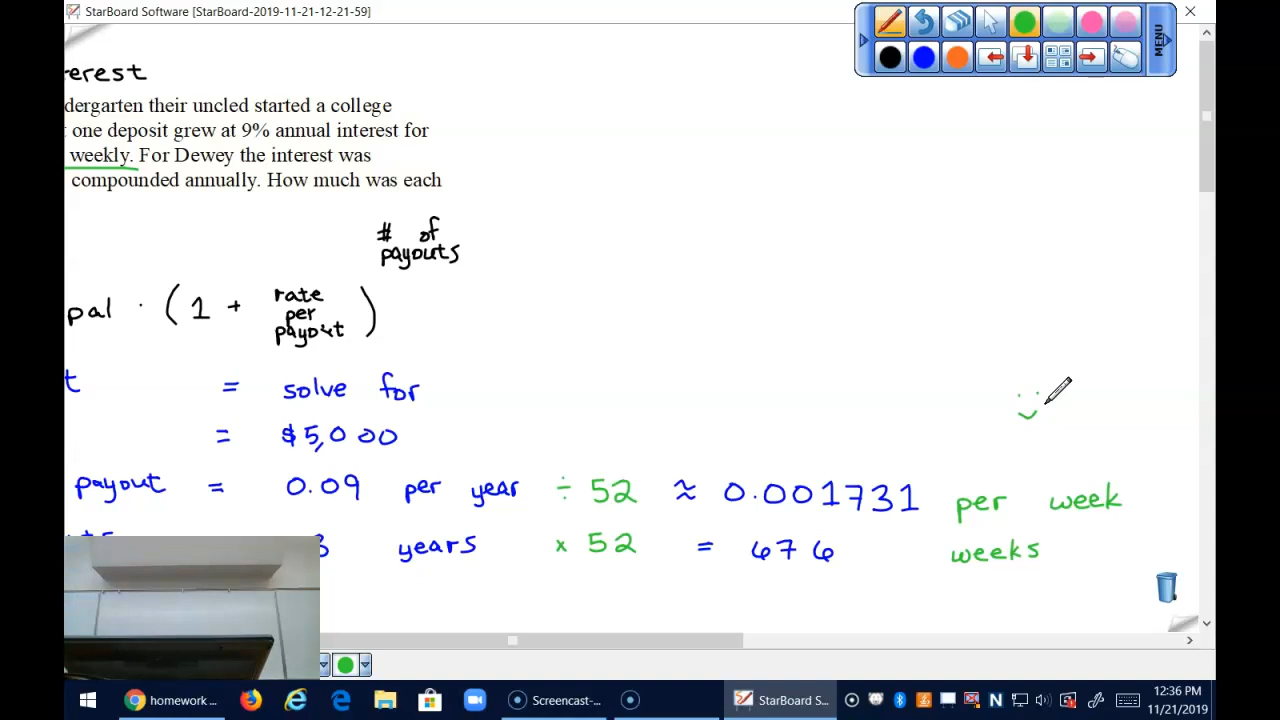 StarBoard Software [StarBoard-2019-11-21-12-21-59]
MENU
erest
dergarten their uncled started a college
one deposit grew at 9% annual interest for
weekly. For Dewey the interest was
compounded annually. How much was each
# of
payouts
pal · ( 1 + rate per payout )
t = solve for
= $5,000
payout = 0.09 per year ÷ 52 ≈ 0.001731 per week
3 years x 52 = 676 weeks
homework ...
Screencast-...
StarBoard S...
12:36 PM
11/21/2019